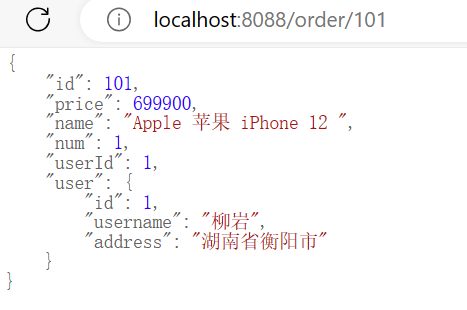 localhost:8088/order/101
{
"id": 101,
"price": 699900,
"name": "Apple 苹果 iPhone 12 ",
"num": 1,
"userId": 1,
"user": {
"id": 1,
"username": "柳岩",
"address": "湖南省衡阳市"
}
}